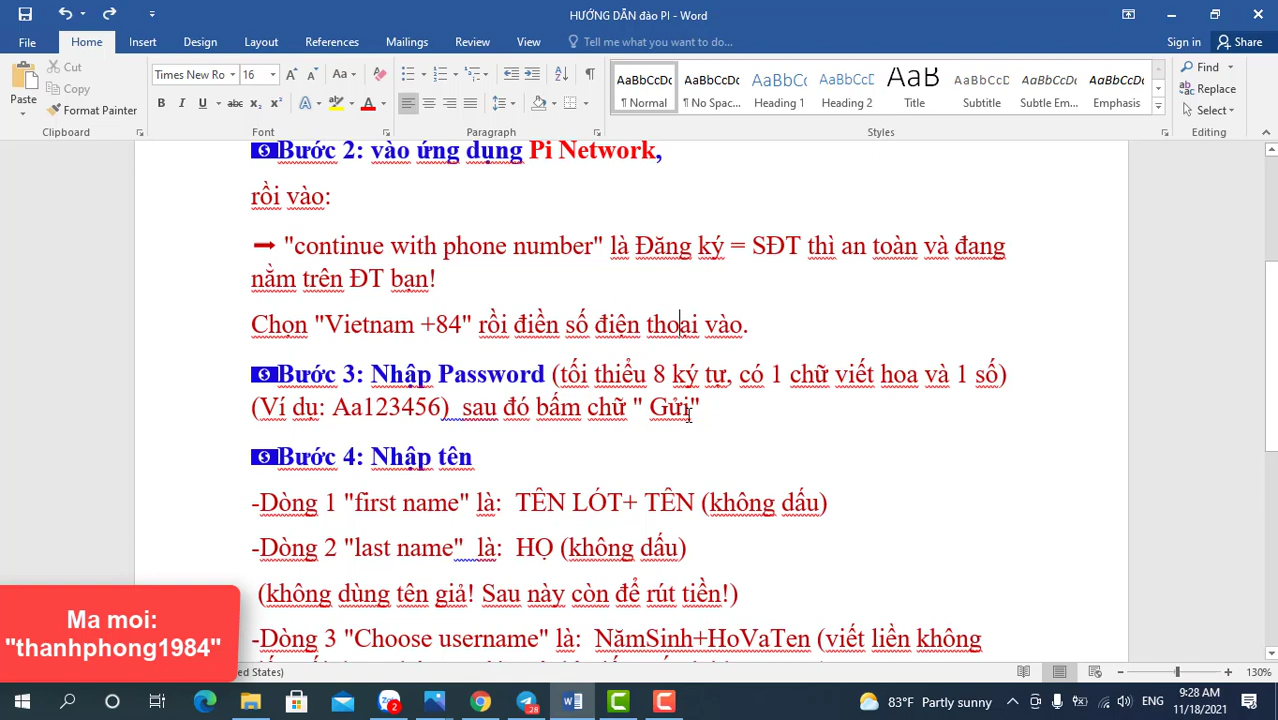 HƯỚNG DẪN đào PI - Word
File Home Insert Design Layout References Mailings Review View Tell me what you want to do... Sign in Share
Paste Cut Copy Format Painter Clipboard
Times New Ro 16 Aa B I U abc x₂ x² A A Font
Paragraph
AaBbCcDc ¶ Normal AaBbCcDc ¶ No Spac... AaBbCc Heading 1 AaBbCcC Heading 2 AaB Title AaBbCcC Subtitle AaBbCcDc Subtle Em... AaBbCcDc Emphasis Styles
Find Replace Select Editing
Bước 2: vào ứng dụng Pi Network,
rồi vào:
"continue with phone number" là Đăng ký = SĐT thì an toàn và đang
nằm trên ĐT bạn!
Chọn "Vietnam +84" rồi điền số điện thoại vào.
Bước 3: Nhập Password (tối thiểu 8 ký tự, có 1 chữ viết hoa và 1 số)
(Ví dụ: Aa123456) sau đó bấm chữ " Gửi"
Bước 4: Nhập tên
-Dòng 1 "first name" là: TÊN LÓT+ TÊN (không dấu)
-Dòng 2 "last name" là: HỌ (không dấu)
(không dùng tên giả! Sau này còn để rút tiền!)
-Dòng 3 "Choose username" là: NămSinh+HoVaTen (viết liền không
Ma moi:
"thanhphong1984"
d States) 130%
28 83°F Partly sunny ENG 9:28 AM
11/18/2021